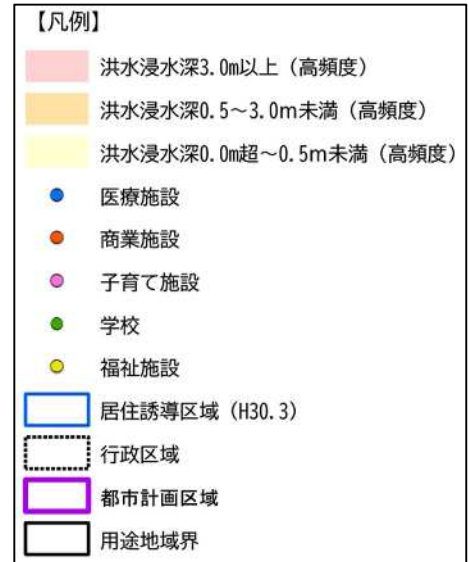 【凡例】
洪水浸水深3.0m以上（高頻度）
洪水浸水深0.5～3.0m未満（高頻度）
洪水浸水深0.0m超～0.5m未満（高頻度）
医療施設
商業施設
子育て施設
学校
福祉施設
居住誘導区域（H30.3）
行政区域
都市計画区域
用途地域界